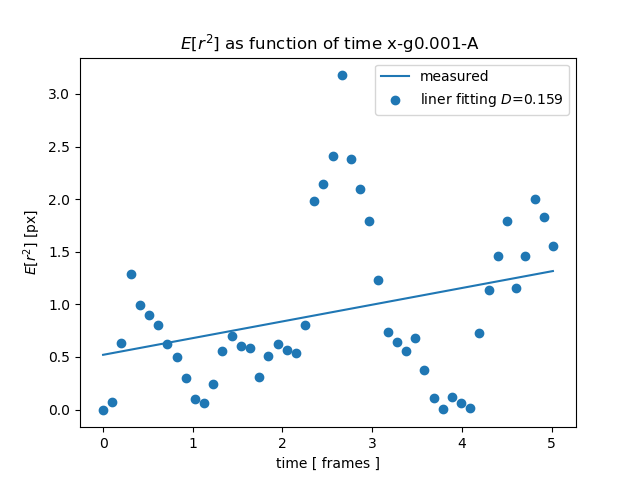 E[r²] as function of time x-g0.001-A
measured
liner fitting D=0.159
E[r²] [px]
3.0
2.5
2.0
1.5
1.0
0.5
0.0
0 1 2 3 4 5
time [ frames ]